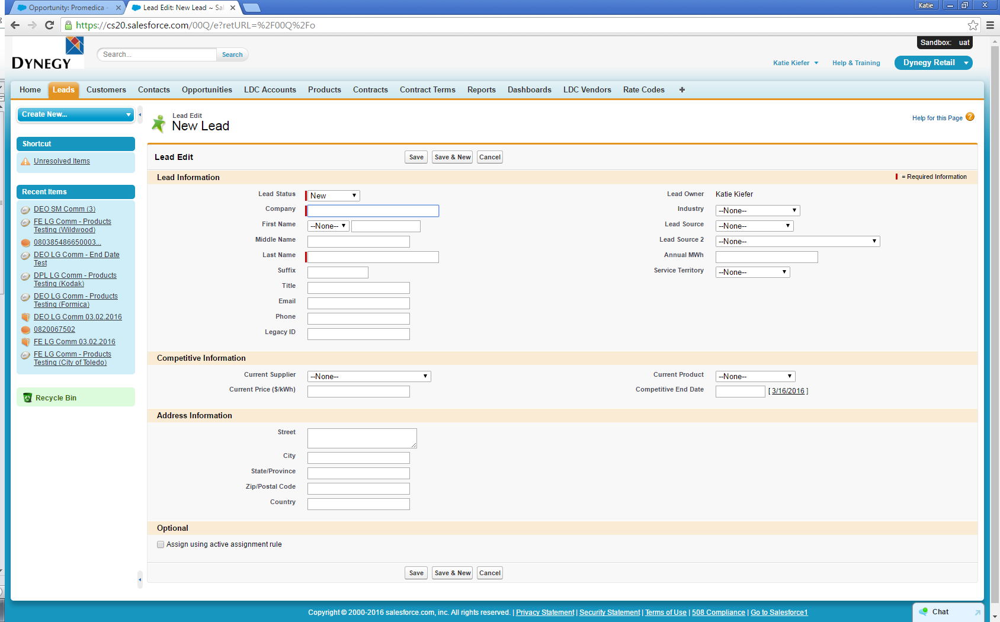 Opportunity: Promedica -
Lead Edit: New Lead ~ Sal
Katie
https://cs20.salesforce.com/00Q/e?retURL=%2F00Q%2Fo
DYNEGY
Search...
Search
Sandbox: uat
Katie Kiefer
Help & Training
Dynegy Retail
Home Leads Customers Contacts Opportunities LDC Accounts Products Contracts Contract Terms Reports Dashboards LDC Vendors Rate Codes +
Create New...
Shortcut
Unresolved Items
Recent Items
DEO SM Comm (3)
FE LG Comm - Products
Testing (Wildwood)
080385486650003...
DEO LG Comm - End Date
Test
DPL LG Comm - Products
Testing (Kodak)
DEO LG Comm - Products
Testing (Formica)
DEO LG Comm 03.02.2016
0820067502
FE LG Comm 03.02.2016
FE LG Comm - Products
Testing (City of Toledo)
Recycle Bin
Lead Edit
New Lead
Help for this Page ?
Lead Edit
Save Save & New Cancel
Lead Information
= Required Information
Lead Status New
Lead Owner Katie Kiefer
Company
Industry --None--
First Name --None--
Lead Source --None--
Middle Name
Lead Source 2 --None--
Last Name
Annual MWh
Suffix
Service Territory --None--
Title
Email
Phone
Legacy ID
Competitive Information
Current Supplier --None--
Current Product --None--
Current Price ($/kWh)
Competitive End Date [ 3/16/2016 ]
Address Information
Street
City
State/Province
Zip/Postal Code
Country
Optional
Assign using active assignment rule
Save Save & New Cancel
Copyright © 2000-2016 salesforce.com, inc. All rights reserved. | Privacy Statement | Security Statement | Terms of Use | 508 Compliance | Go to Salesforce1
Chat